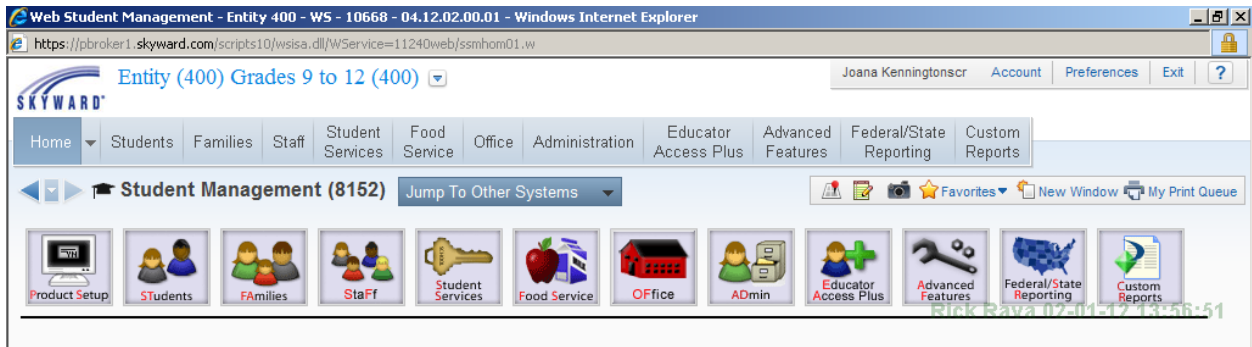 Web Student Management - Entity 400 - WS - 10668 - 04.12.02.00.01 - Windows Internet Explorer
https://pbroker1.skyward.com/scripts10/wsisa.dll/WService=11240web/ssmhom01.w
SKYWARD
Entity (400) Grades 9 to 12 (400)
Joana Kenningtonscr Account Preferences Exit ?
Home Students Families Staff Student Services Food Service Office Administration Educator Access Plus Advanced Features Federal/State Reporting Custom Reports
Student Management (8152) Jump To Other Systems Favorites New Window My Print Queue
Product Setup STudents FAmilies StaFf Student Services Food Service OFfice ADmin Educator Access Plus Advanced Features Federal/State Reporting Custom Reports
Rick Rava 02-01-12 13:56:51